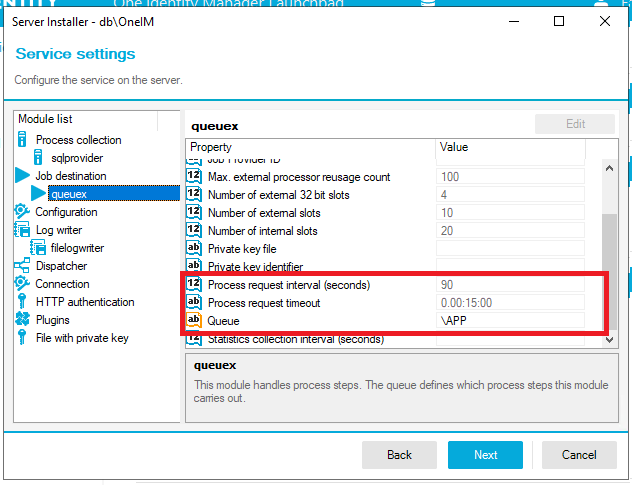 ENTITY One Identity Manager Launchpad
Server Installer - db\OneIM
Service settings
Configure the service on the server.
Module list
Process collection
sqlprovider
Job destination
queuex
Configuration
Log writer
filelogwriter
Dispatcher
Connection
HTTP authentication
Plugins
File with private key
queuex
Edit
Property Value
Job Provider ID
Max. external processor reusage count 100
Number of external 32 bit slots 4
Number of external slots 10
Number of internal slots 20
Private key file
Private key identifier
Process request interval (seconds) 90
Process request timeout 0.00:15:00
Queue \APP
Statistics collection interval (seconds)
queuex
This module handles process steps. The queue defines which process steps this module
carries out.
Back Next Cancel